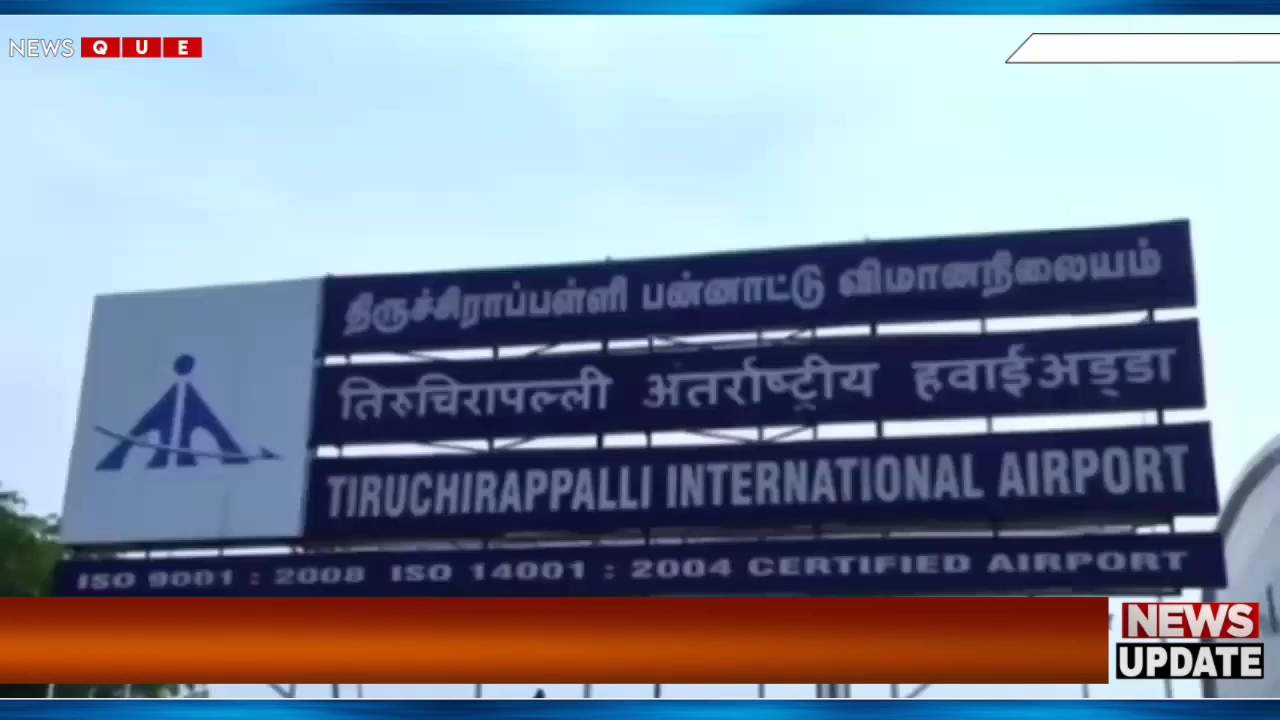 NEWS QUE
திருச்சிராப்பள்ளி பன்னாட்டு விமானநிலையம்
तिरुचिरापल्ली अंतर्राष्ट्रीय हवाईअड्डा
TIRUCHIRAPPALLI INTERNATIONAL AIRPORT
ISO 9001 : 2008 ISO 14001 : 2004 CERTIFIED AIRPORT
NEWS
UPDATE